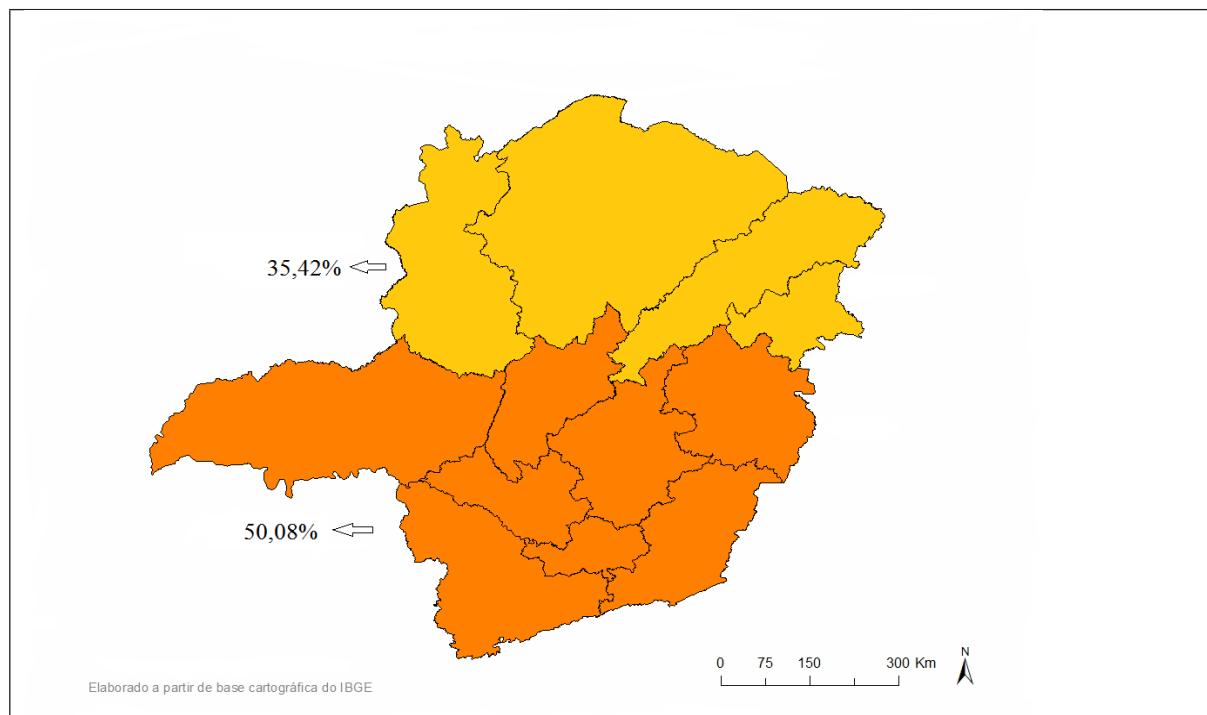 35,42%
50,08%
0 75 150 300 Km
N
Elaborado a partir de base cartográfica do IBGE